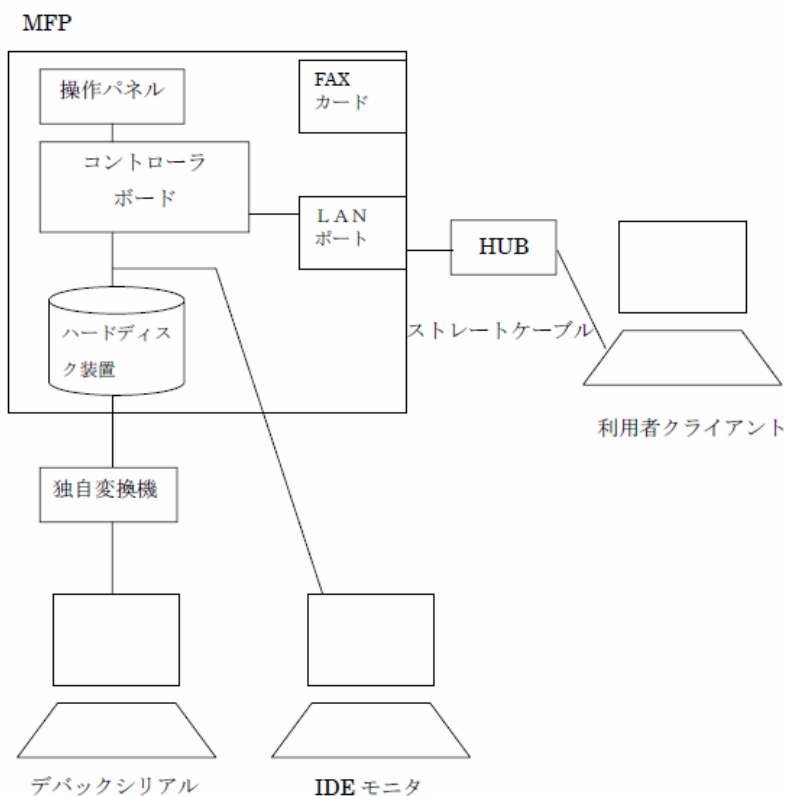 MFP
操作パネル
FAX
カード
コントローラ
ボード
ＬＡＮ
ポート
HUB
ストレートケーブル
ハードディス
ク装置
利用者クライアント
独自変換機
デバックシリアル
IDE モニタ